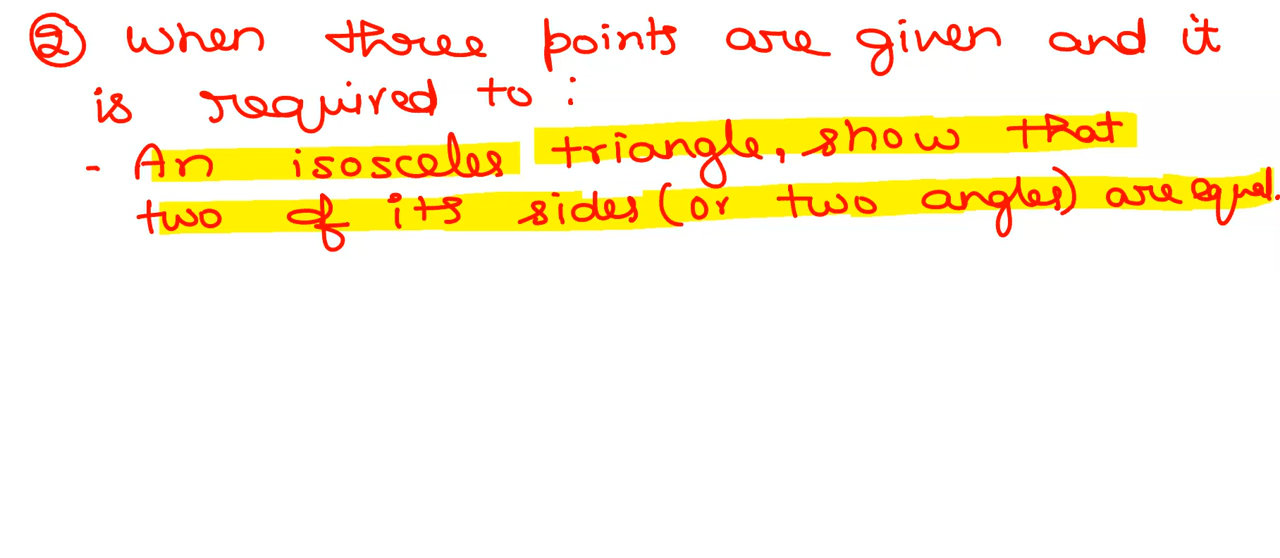 ② When three points are given and it
is required to :
- An isosceles triangle, show that
two of its sides (or two angles) are equal.